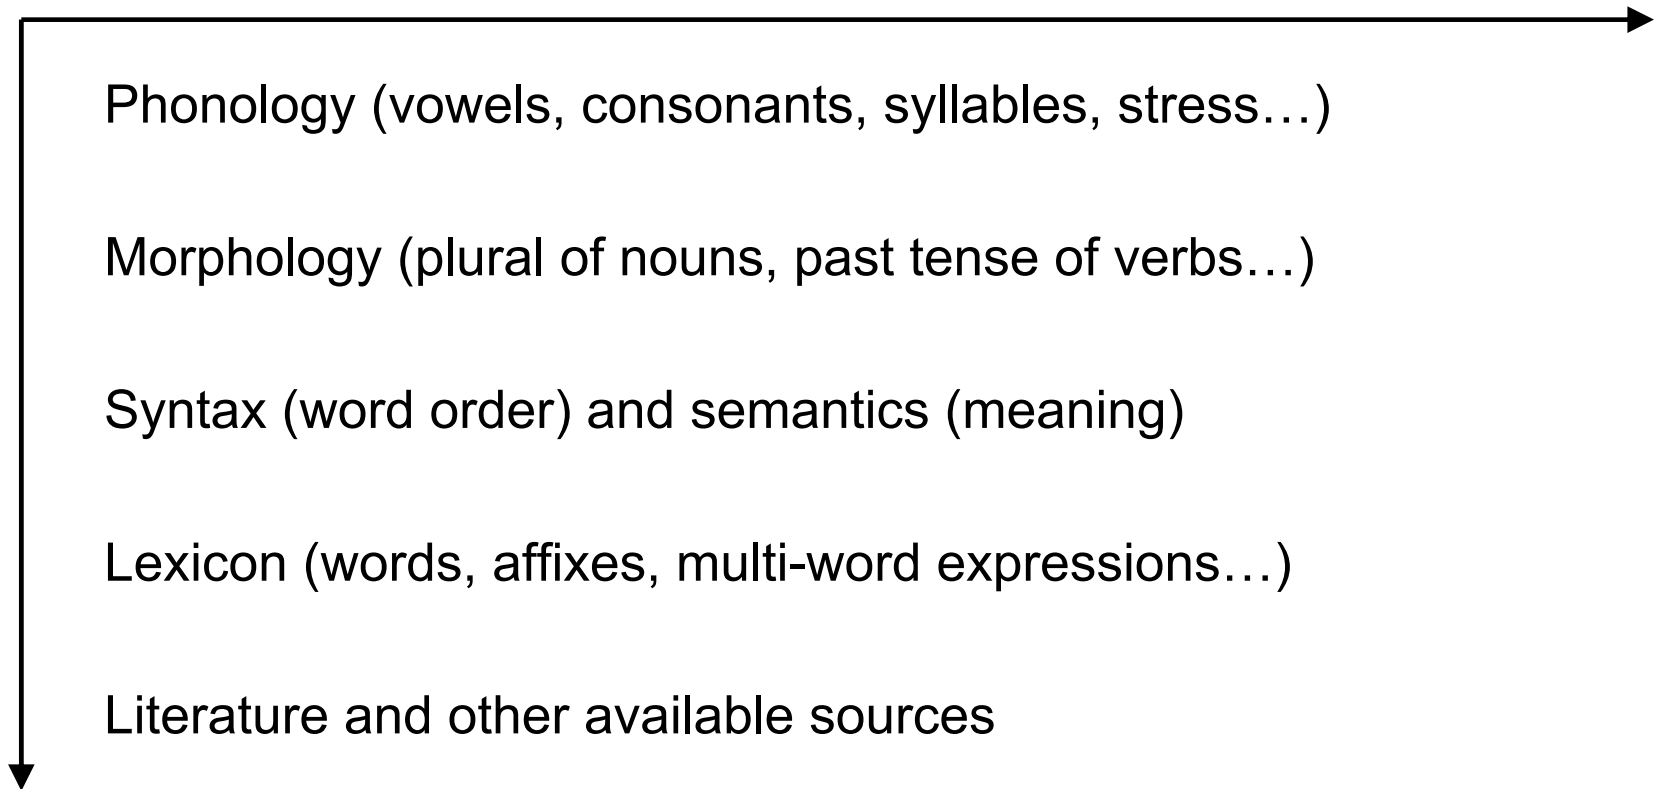 Phonology (vowels, consonants, syllables, stress…)
Morphology (plural of nouns, past tense of verbs…)
Syntax (word order) and semantics (meaning)
Lexicon (words, affixes, multi-word expressions…)
Literature and other available sources